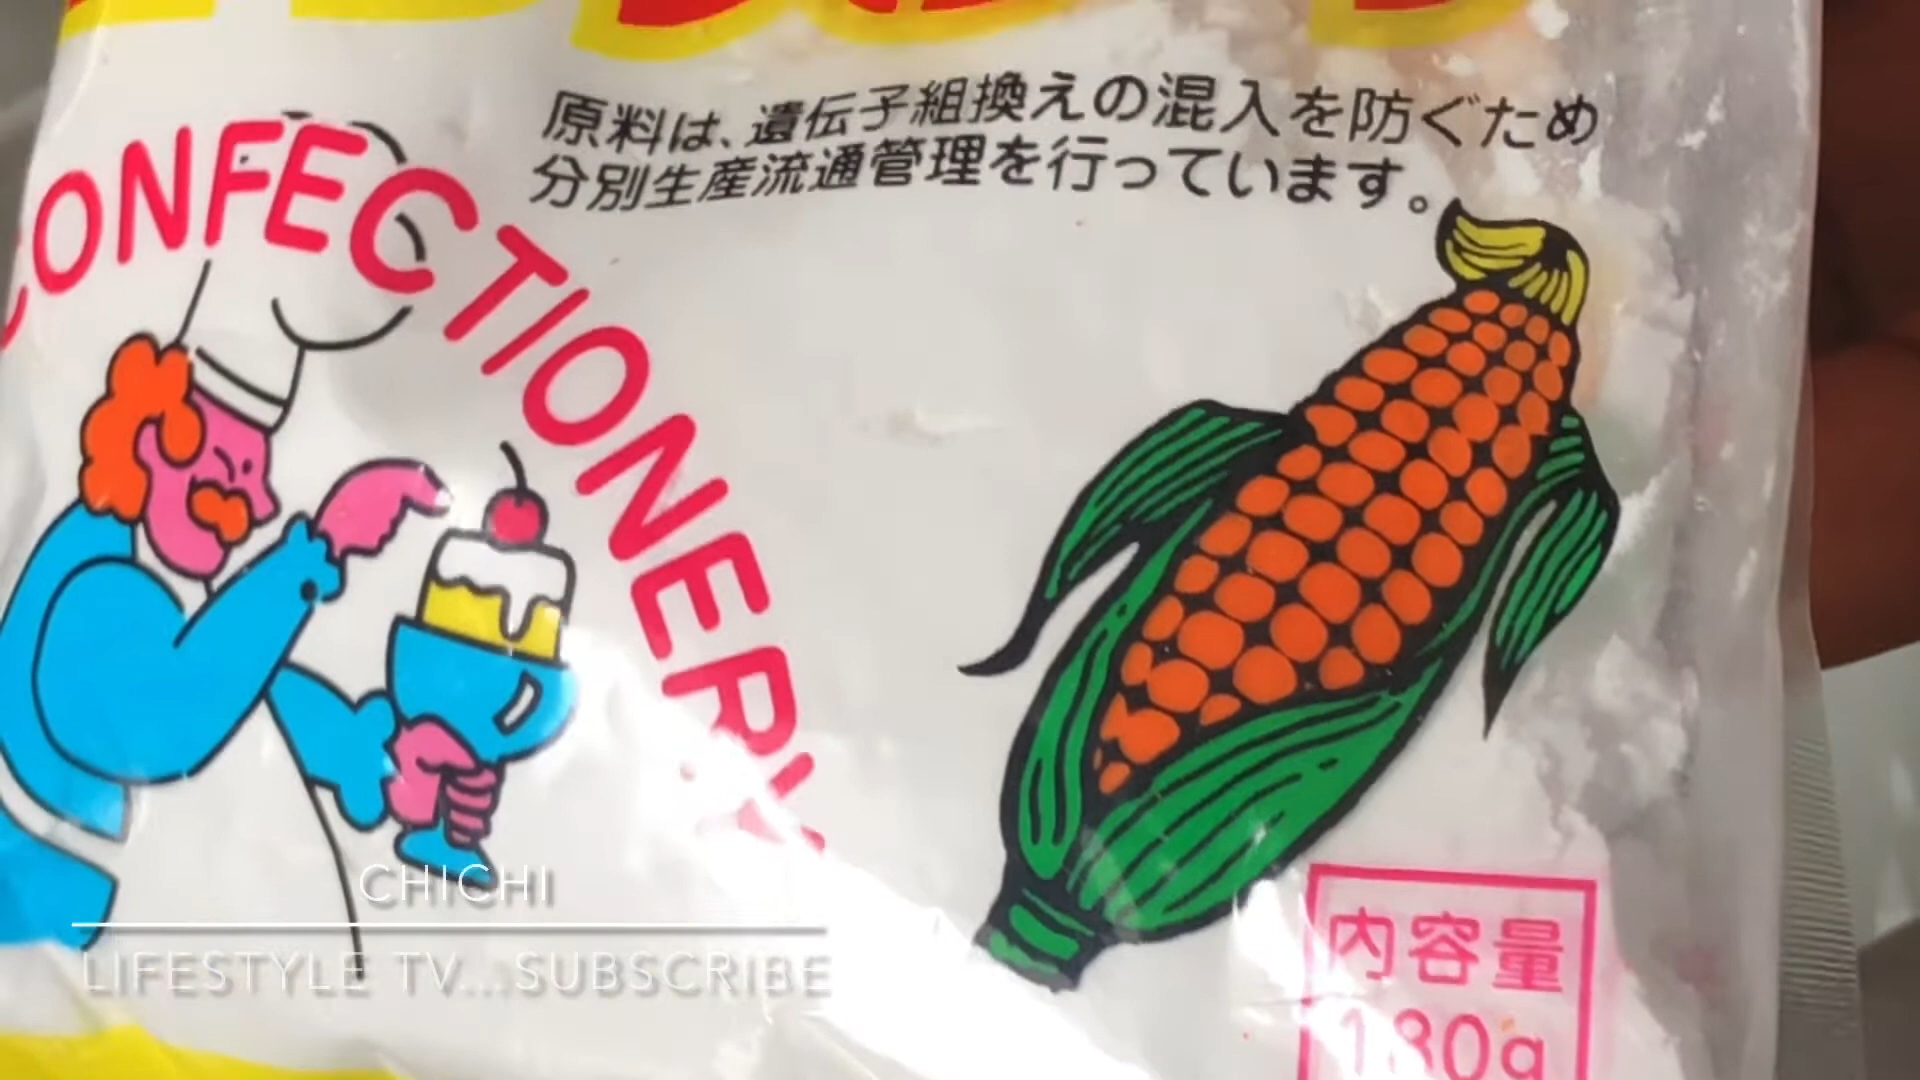 原料は、遺伝子組換えの混入を防ぐため
分別生産流通管理を行っています。
CONFECTIONERY
内容量
180g
CHICHI
LIFESTYLE TV...SUBSCRIBE